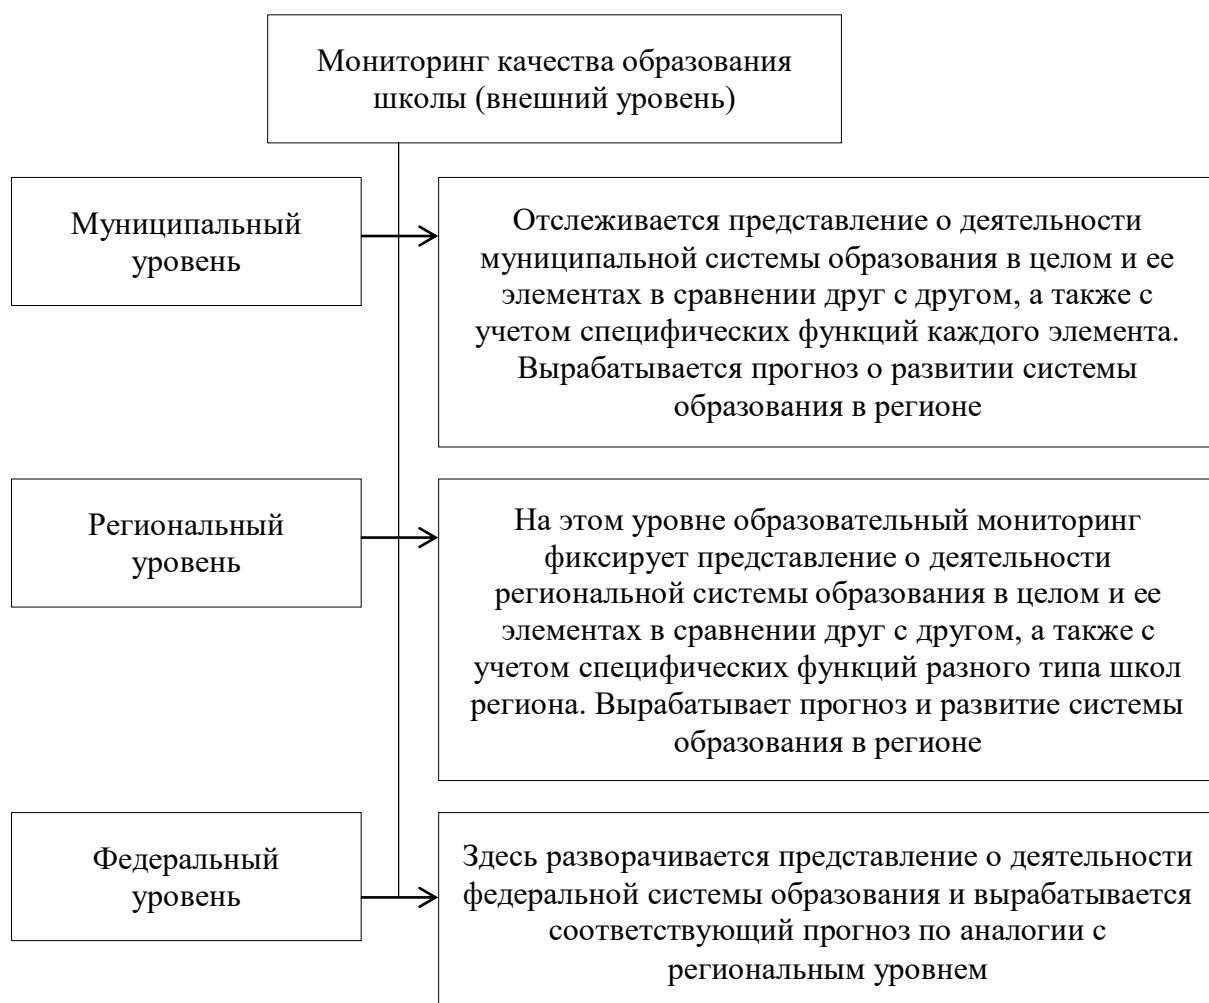 Мониторинг качества образования
школы (внешний уровень)
Муниципальный
уровень
Отслеживается представление о деятельности
муниципальной системы образования в целом и ее
элементах в сравнении друг с другом, а также с
учетом специфических функций каждого элемента.
Вырабатывается прогноз о развитии системы
образования в регионе
Региональный
уровень
На этом уровне образовательный мониторинг
фиксирует представление о деятельности
региональной системы образования в целом и ее
элементах в сравнении друг с другом, а также с
учетом специфических функций разного типа школ
региона. Вырабатывает прогноз и развитие системы
образования в регионе
Федеральный
уровень
Здесь разворачивается представление о деятельности
федеральной системы образования и вырабатывается
соответствующий прогноз по аналогии с
региональным уровнем